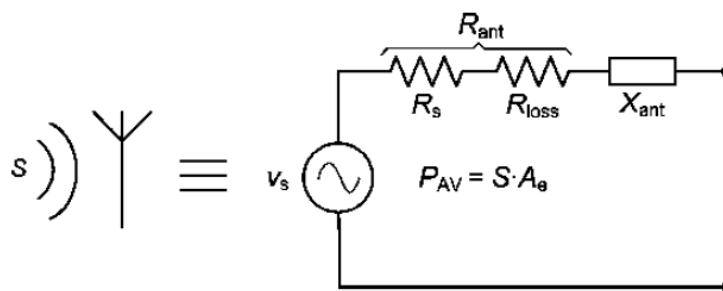 R_ant
R_s R_loss X_ant
S v_s P_AV = S·A_e